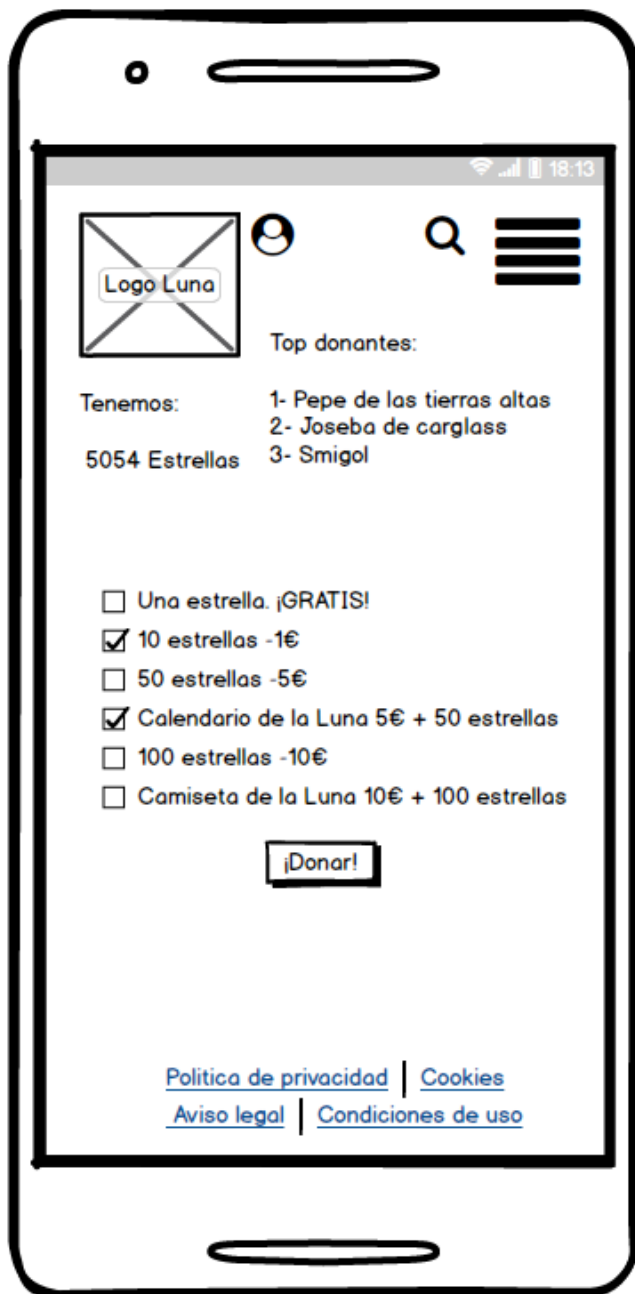 18:13
Logo Luna
Top donantes:
Tenemos:
1- Pepe de las tierras altas
2- Joseba de carglass
5054 Estrellas
3- Smigol
Una estrella. ¡GRATIS!
10 estrellas -1€
50 estrellas -5€
Calendario de la Luna 5€ + 50 estrellas
100 estrellas -10€
Camiseta de la Luna 10€ + 100 estrellas
¡Donar!
Politica de privacidad | Cookies
Aviso legal | Condiciones de uso